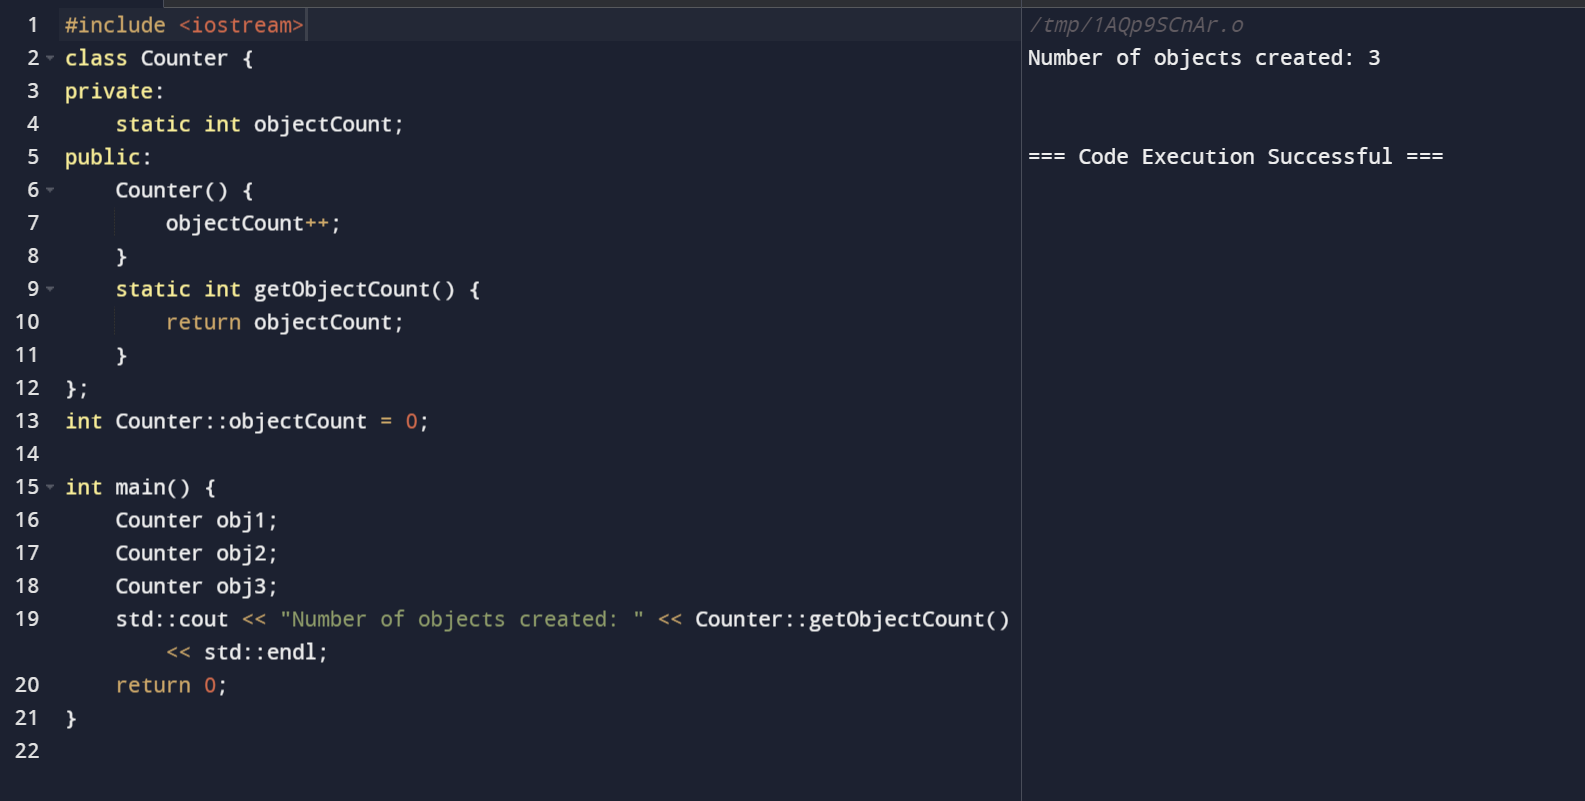 1 #include <iostream>
2 class Counter {
3 private:
4     static int objectCount;
5 public:
6     Counter() {
7         objectCount++;
8     }
9     static int getObjectCount() {
10         return objectCount;
11     }
12 };
13 int Counter::objectCount = 0;
14
15 int main() {
16     Counter obj1;
17     Counter obj2;
18     Counter obj3;
19     std::cout << "Number of objects created: " << Counter::getObjectCount()
        << std::endl;
20     return 0;
21 }
22
/tmp/1AQp9SCnAr.o
Number of objects created: 3
=== Code Execution Successful ===